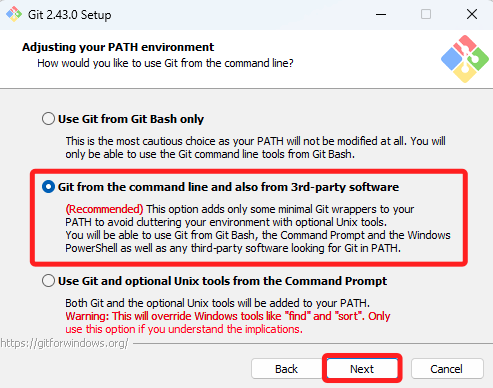 Git 2.43.0 Setup
Adjusting your PATH environment
How would you like to use Git from the command line?
Use Git from Git Bash only
This is the most cautious choice as your PATH will not be modified at all. You will
only be able to use the Git command line tools from Git Bash.
Git from the command line and also from 3rd-party software
(Recommended) This option adds only some minimal Git wrappers to your
PATH to avoid cluttering your environment with optional Unix tools.
You will be able to use Git from Git Bash, the Command Prompt and the Windows
PowerShell as well as any third-party software looking for Git in PATH.
Use Git and optional Unix tools from the Command Prompt
Both Git and the optional Unix tools will be added to your PATH.
Warning: This will override Windows tools like "find" and "sort". Only
use this option if you understand the implications.
https://gitforwindows.org/
Back Next Cancel